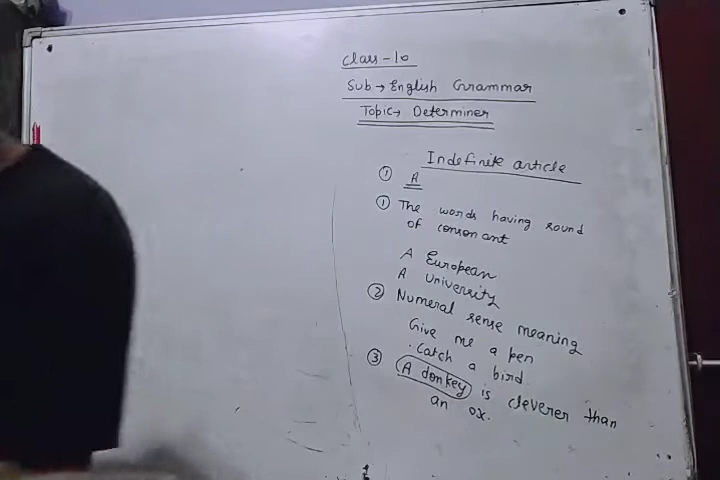 Class - 10
Sub → English Grammar
Topic → Determiner
Indefinite article
① A
① The words having sound
of consonant
A European
A University
② Numeral sense meaning
Give me a pen
. Catch a bird
③ A donkey is cleverer than
an ox.